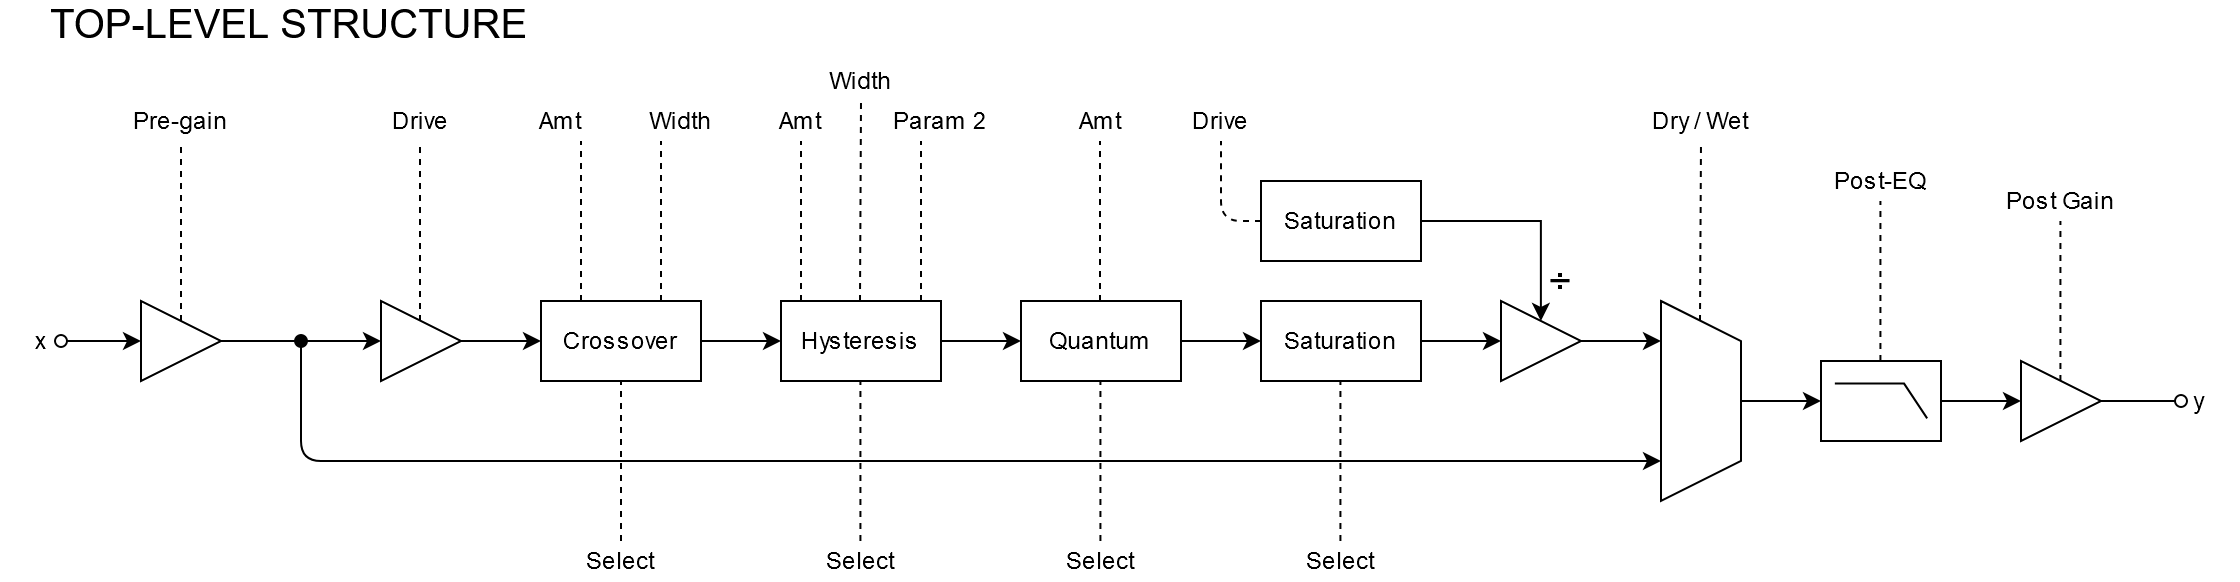 TOP-LEVEL STRUCTURE
Width
Pre-gain
Drive
Amt
Width
Amt
Param 2
Amt
Drive
Dry / Wet
Post-EQ
Post Gain
Saturation
÷
x
Crossover
Hysteresis
Quantum
Saturation
y
Select
Select
Select
Select